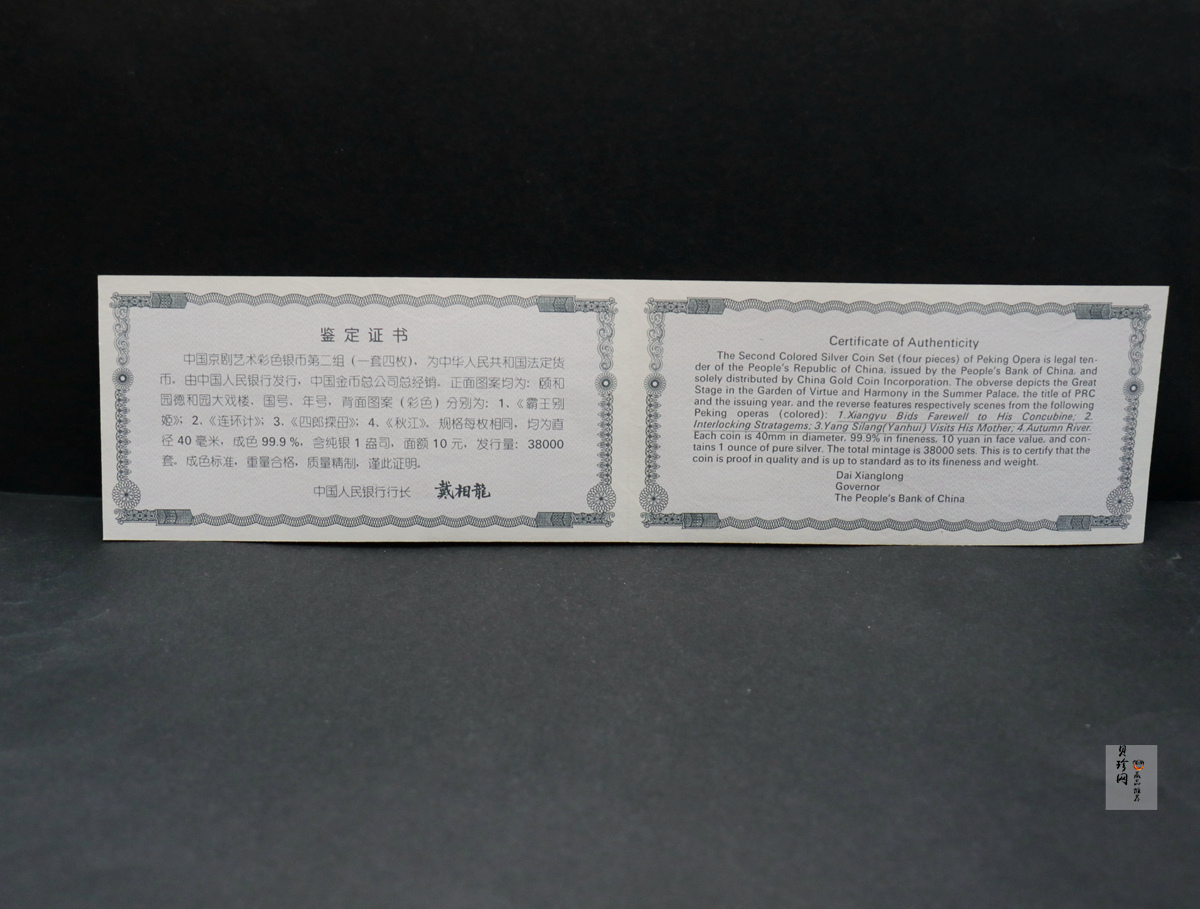 鉴定证书
中国京剧艺术彩色银币第二组（一套四枚），为中华人民共和国法定货
币。由中国人民银行发行，中国金币总公司总经销。正面图案均为：颐和
园德和园大戏楼、国号、年号，背面图案（彩色）分别为：1、《霸王别
姬》；2、《连环计》；3、《四郎探母》；4、《秋江》。规格每枚相同，均为直
径40毫米，成色99.9%，含纯银1盎司，面额10元，发行量：38000
套。成色标准，重量合格，质量精制，谨此证明。
中国人民银行行长 戴相龍
Certificate of Authenticity
The Second Colored Silver Coin Set (four pieces) of Peking Opera is legal ten-
der of the People's Republic of China, issued by the People's Bank of China, and
solely distributed by China Gold Coin Incorporation. The obverse depicts the Great
Stage in the Garden of Virtue and Harmony in the Summer Palace, the title of PRC
and the issuing year, and the reverse features respectively scenes from the following
Peking operas (colored): 1.Xiangyu Bids Farewell to His Concubine; 2.
Interlocking Stratagems; 3.Yang Silang(Yanhui) Visits His Mother; 4.Autumn River.
Each coin is 40mm in diameter, 99.9% in fineness, 10 yuan in face value, and con-
tains 1 ounce of pure silver. The total mintage is 38000 sets. This is to certify that the
coin is proof in quality and is up to standard as to its fineness and weight.
Dai Xianglong
Governor
The People's Bank of China
贝珍网